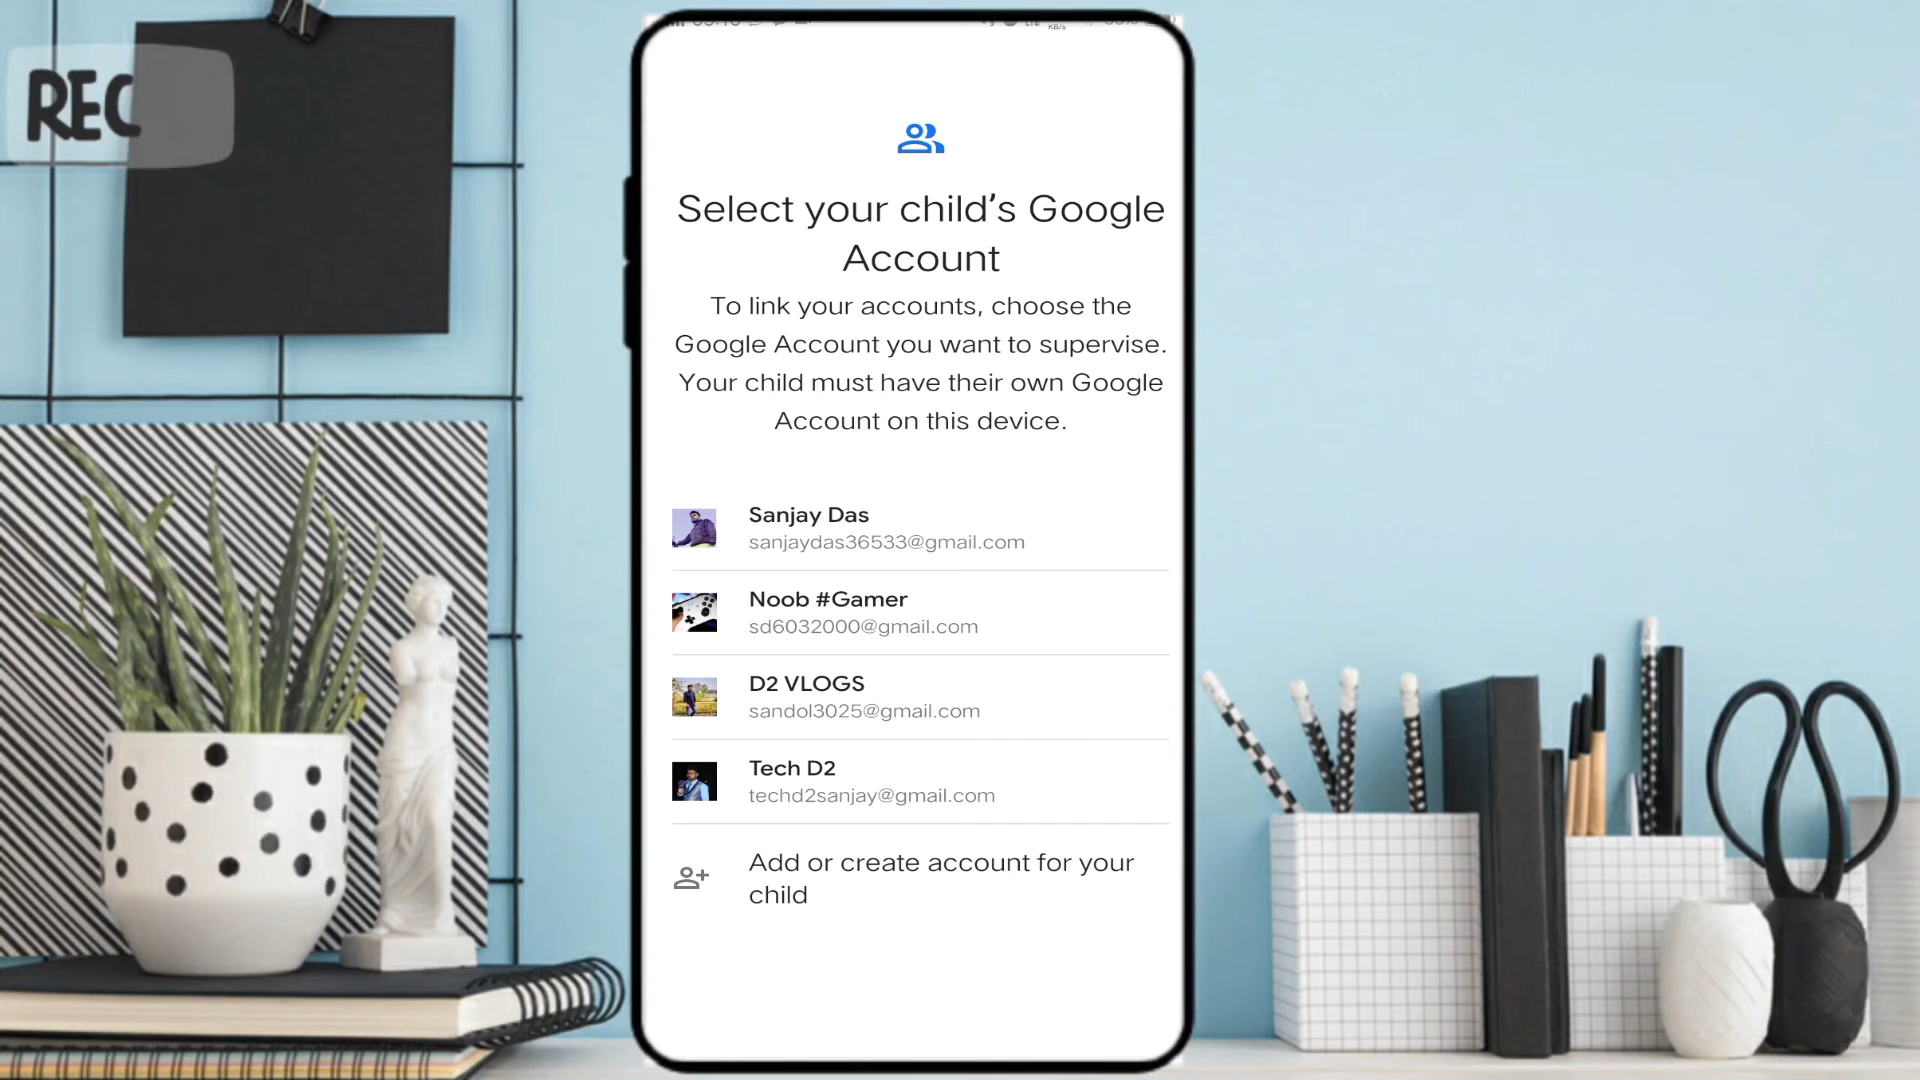 REC
KB/s
Select your child's Google
Account
To link your accounts, choose the
Google Account you want to supervise.
Your child must have their own Google
Account on this device.
Sanjay Das
sanjaydas36533@gmail.com
Noob #Gamer
sd6032000@gmail.com
D2 VLOGS
sandol3025@gmail.com
Tech D2
techd2sanjay@gmail.com
Add or create account for your
child